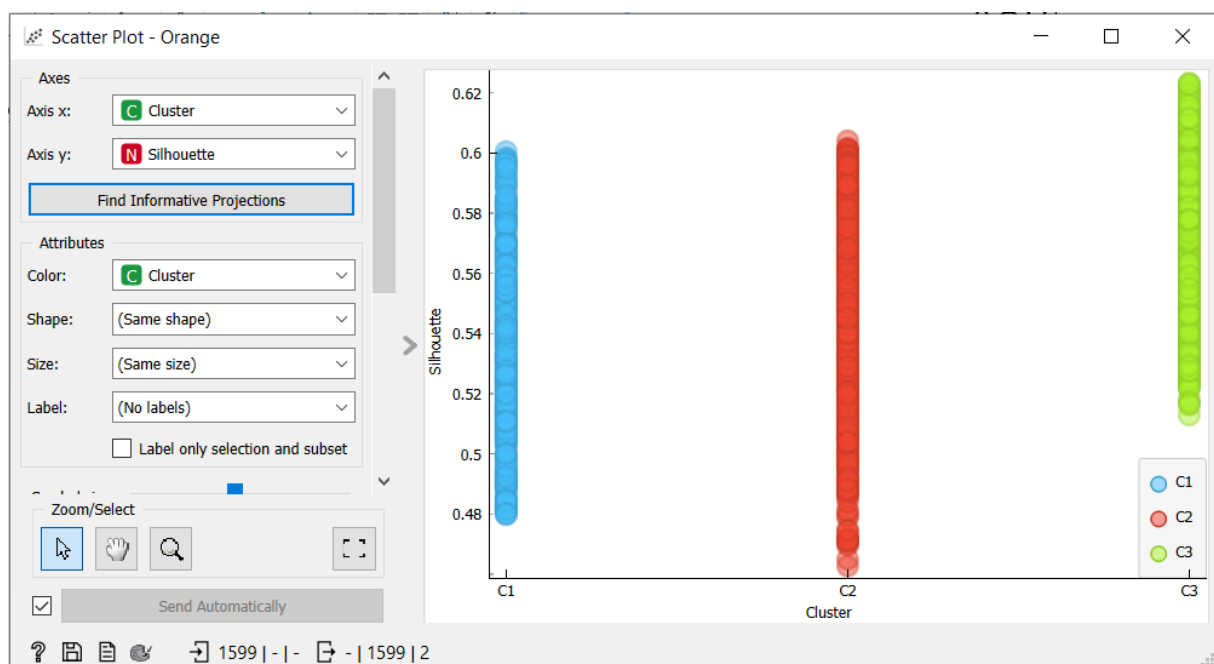 Scatter Plot - Orange
Axes
Axis x: C Cluster
Axis y: N Silhouette
Find Informative Projections
Attributes
Color: C Cluster
Shape: (Same shape)
Size: (Same size)
Label: (No labels)
Label only selection and subset
Zoom/Select
Send Automatically
? 1599 | - | - - | 1599 | 2
Silhouette
0.62
0.6
0.58
0.56
0.54
0.52
0.5
0.48
C1 C2 C3
Cluster
C1
C2
C3